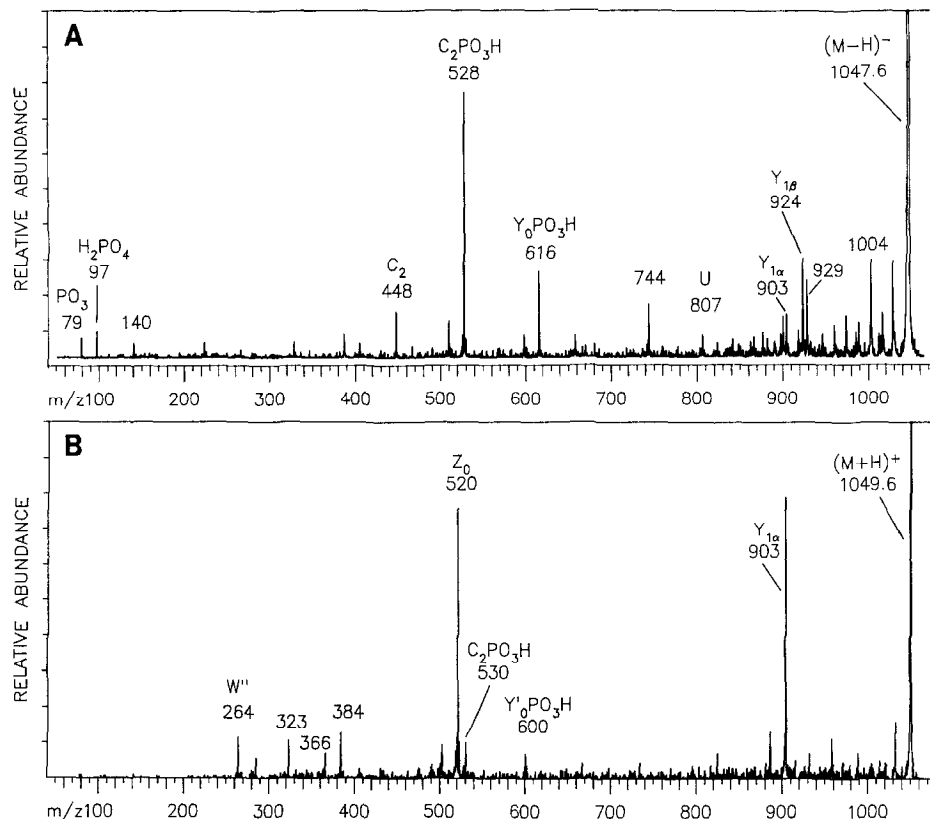 A
RELATIVE ABUNDANCE
C₂PO₃H
528
(M−H)⁻
1047.6
Y₁β
924
Y₀PO₃H
616
H₂PO₄
97
PO₃
79
140
C₂
448
744
U
807
Y₁α
903
929
1004
m/z 100 200 300 400 500 600 700 800 900 1000
B
RELATIVE ABUNDANCE
Z₀
520
(M+H)⁺
1049.6
Y₁α
903
C₂PO₃H
530
Y'₀PO₃H
600
W''
264
323
366
384
m/z 100 200 300 400 500 600 700 800 900 1000